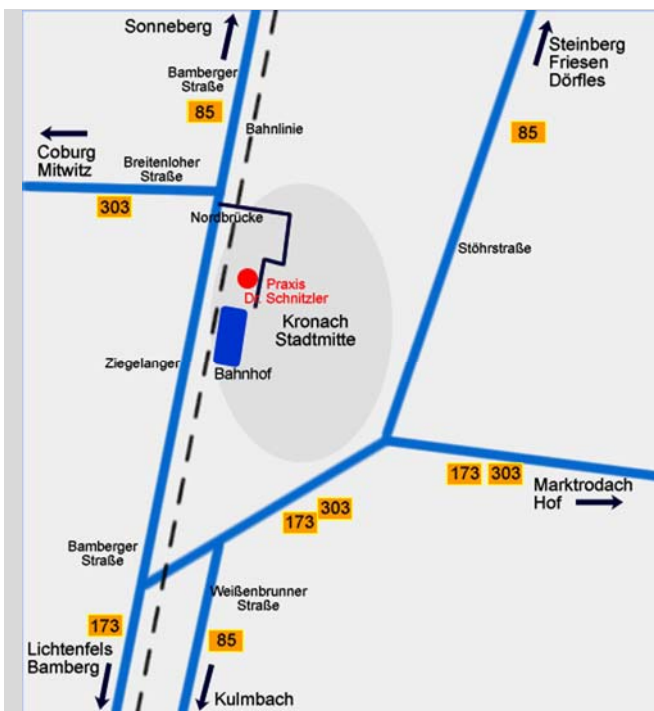 Sonneberg
Steinberg
Friesen
Dörfles
Bamberger
Straße
85
Bahnlinie
85
Coburg
Mitwitz
Breitenloher
Straße
303
Nordbrücke
Stöhrstraße
Praxis
Dr. Schnitzler
Kronach
Stadtmitte
Ziegelanger
Bahnhof
173 303
Marktrodach
Hof
303
173
Bamberger
Straße
Weißenbrunner
Straße
173
85
Lichtenfels
Bamberg
Kulmbach